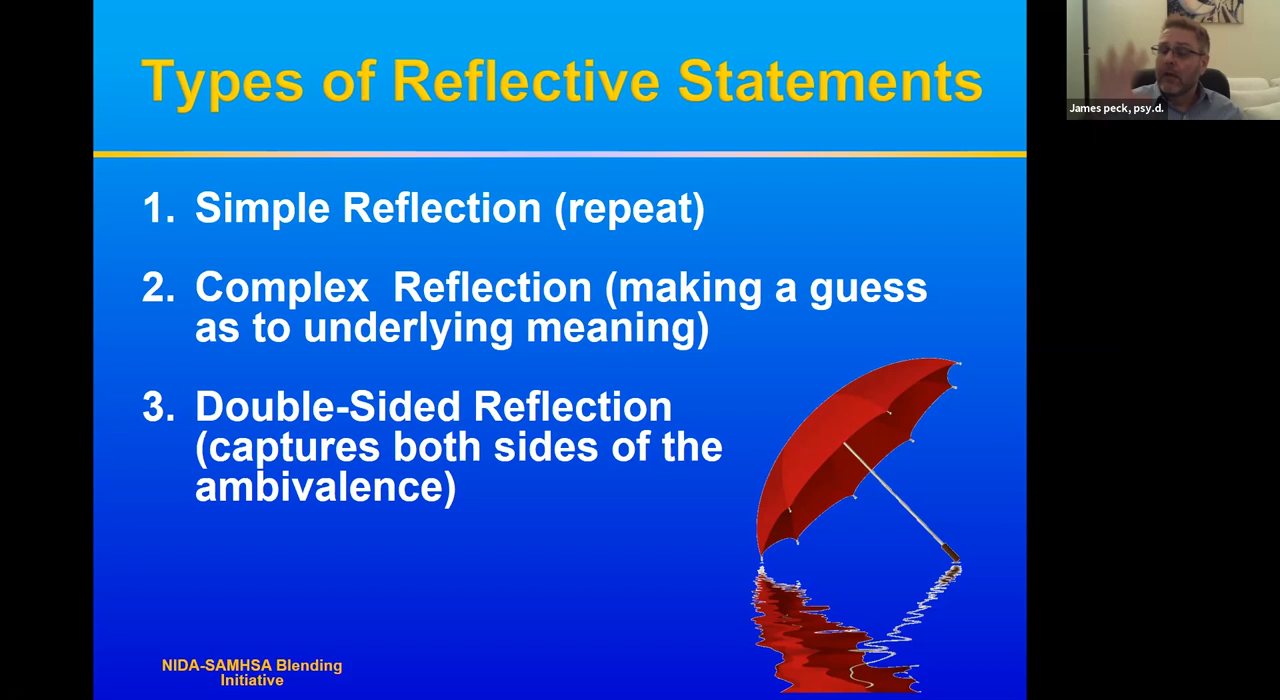 Types of Reflective Statements
James peck, psy.d.
1. Simple Reflection (repeat)
2. Complex  Reflection (making a guess
as to underlying meaning)
3. Double-Sided Reflection
(captures both sides of the
ambivalence)
NIDA-SAMHSA Blending
Initiative